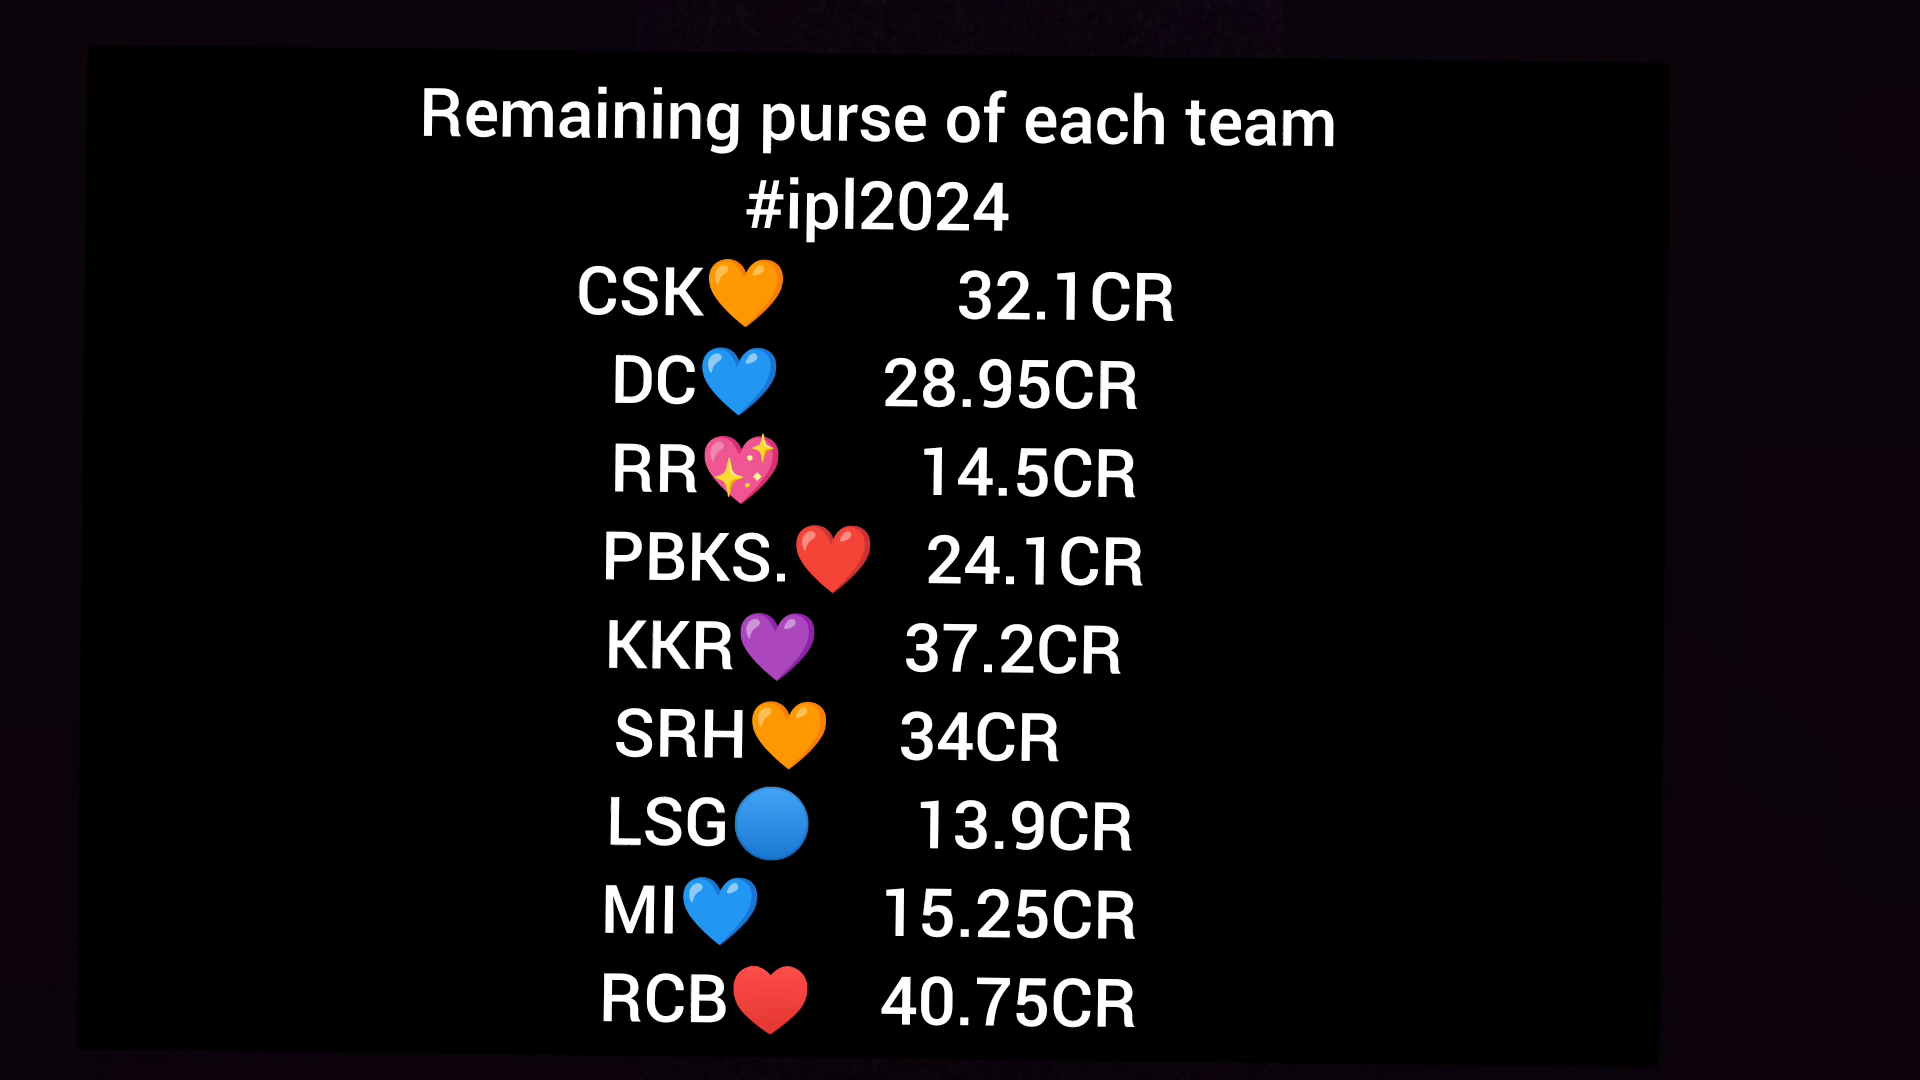 Remaining purse of each team
#ipl2024
CSK🧡 32.1CR
DC💙 28.95CR
RR💖 14.5CR
PBKS.❤️ 24.1CR
KKR💜 37.2CR
SRH🧡 34CR
LSG🔵 13.9CR
MI💙 15.25CR
RCB♥️ 40.75CR